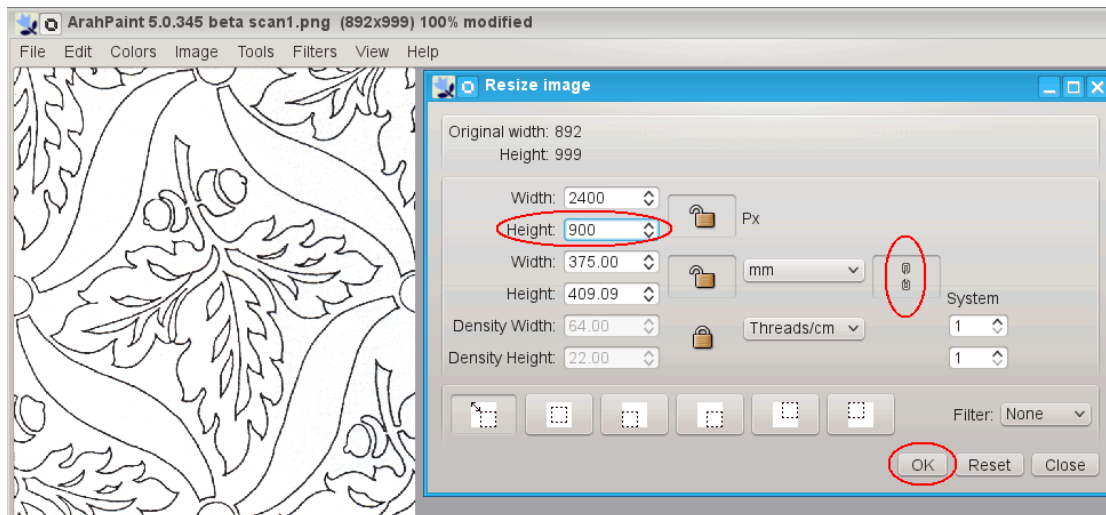 ArahPaint 5.0.345 beta scan1.png (892x999) 100% modified
File Edit Colors Image Tools Filters View Help
Resize image
Original width: 892
Height: 999
Width: 2400
Height: 900
Px
Width: 375.00
Height: 409.09
mm
Density Width: 64.00
Density Height: 22.00
Threads/cm
System
1
1
Filter: None
OK Reset Close